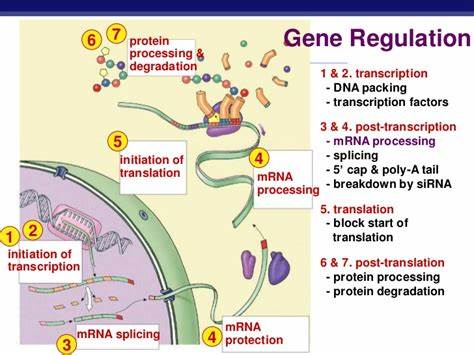 Gene Regulation
6 7 protein
processing &
degradation
5
initiation of
translation
4
mRNA
processing
1 2
initiation of
transcription
mRNA splicing
3
4
mRNA
protection
1 & 2. transcription
- DNA packing
- transcription factors
3 & 4. post-transcription
- mRNA processing
- splicing
- 5’ cap & poly-A tail
- breakdown by siRNA
5. translation
- block start of
translation
6 & 7. post-translation
- protein processing
- protein degradation